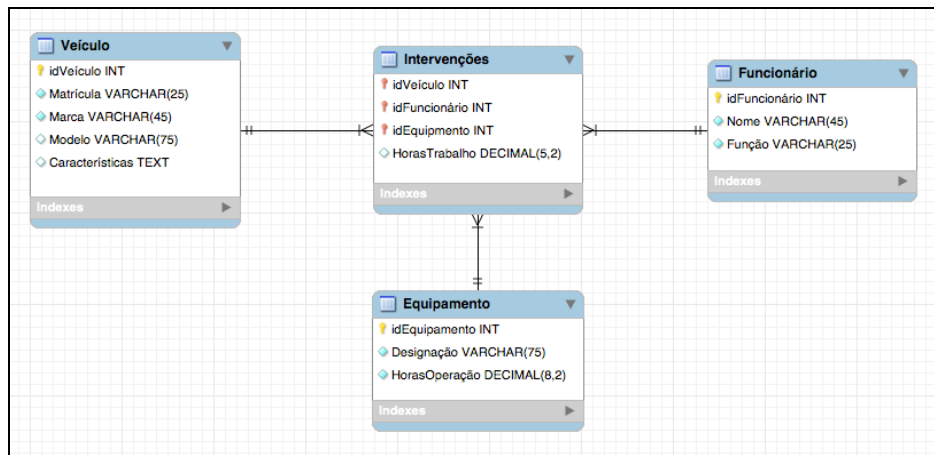 Veículo
idVeículo INT
Matrícula VARCHAR(25)
Marca VARCHAR(45)
Modelo VARCHAR(75)
Características TEXT
Indexes
Intervenções
idVeículo INT
idFuncionário INT
idEquipmento INT
HorasTrabalho DECIMAL(5,2)
Indexes
Funcionário
idFuncionário INT
Nome VARCHAR(45)
Função VARCHAR(25)
Indexes
Equipamento
idEquipamento INT
Designação VARCHAR(75)
HorasOperação DECIMAL(8,2)
Indexes